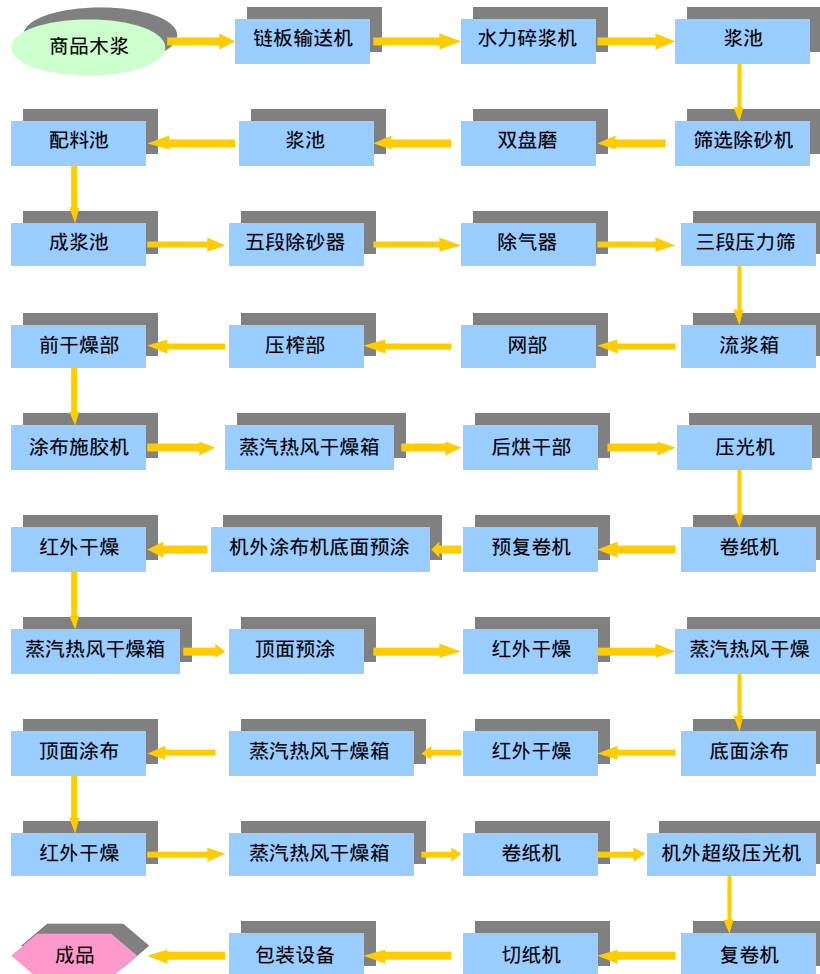 商品木浆
链板输送机
水力碎浆机
浆池
配料池
浆池
双盘磨
筛选除砂机
成浆池
五段除砂器
除气器
三段压力筛
前干燥部
压榨部
网部
流浆箱
涂布施胶机
蒸汽热风干燥箱
后烘干部
压光机
红外干燥
机外涂布机底面预涂
预复卷机
卷纸机
蒸汽热风干燥箱
顶面预涂
红外干燥
蒸汽热风干燥
顶面涂布
蒸汽热风干燥箱
红外干燥
底面涂布
红外干燥
蒸汽热风干燥箱
卷纸机
机外超级压光机
成品
包装设备
切纸机
复卷机